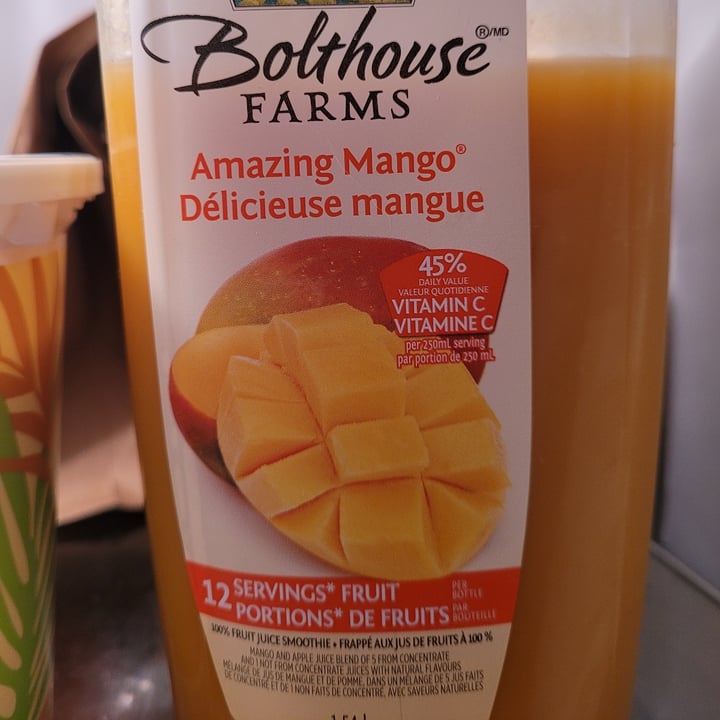 Bolthouse ®/MD
FARMS
Amazing Mango®
Délicieuse mangue
45%
DAILY VALUE
VALEUR QUOTIDIENNE
VITAMIN C
VITAMINE C
per 250mL serving
par portion de 250 mL
12 SERVINGS* FRUIT PER BOTTLE
PORTIONS* DE FRUITS PAR BOUTEILLE
100% FRUIT JUICE SMOOTHIE • FRAPPÉ AUX JUS DE FRUITS À 100 %
MANGO AND APPLE JUICE BLEND OF 5 FROM CONCENTRATE
AND 1 NOT FROM CONCENTRATE JUICES WITH NATURAL FLAVOURS
MÉLANGE DE JUS DE MANGUE ET DE POMME, DANS UN MÉLANGE DE 5 JUS FAITS
DE CONCENTRÉ ET DE 1 NON FAITS DE CONCENTRÉ, AVEC SAVEURS NATURELLES